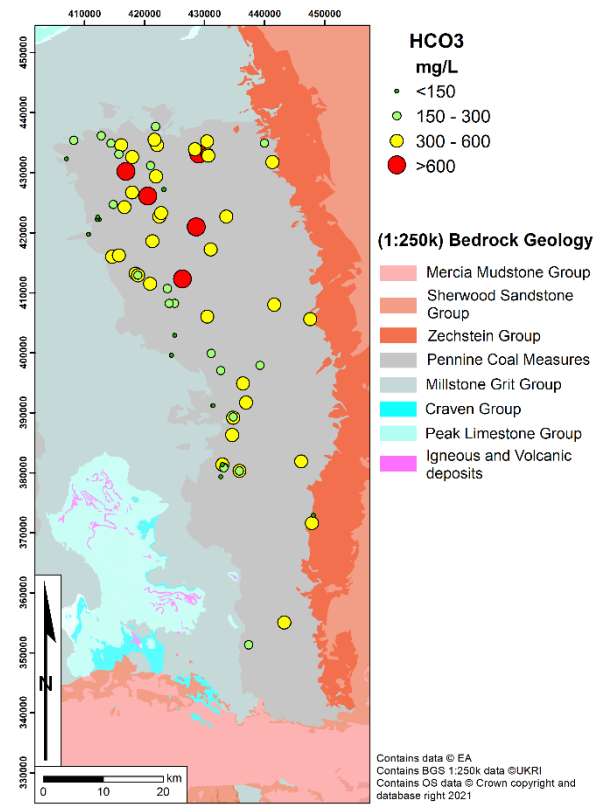 410000 420000 430000 440000 450000
450000
440000
430000
420000
410000
400000
390000
380000
370000
360000
350000
340000
330000
N
km
0 10 20
HCO3
mg/L
<150
150 - 300
300 - 600
>600
(1:250k) Bedrock Geology
Mercia Mudstone Group
Sherwood Sandstone
Group
Zechstein Group
Pennine Coal Measures
Millstone Grit Group
Craven Group
Peak Limestone Group
Igneous and Volcanic
deposits
Contains data © EA
Contains BGS 1:250k data ©UKRI
Contains OS data © Crown copyright and
database right 2021